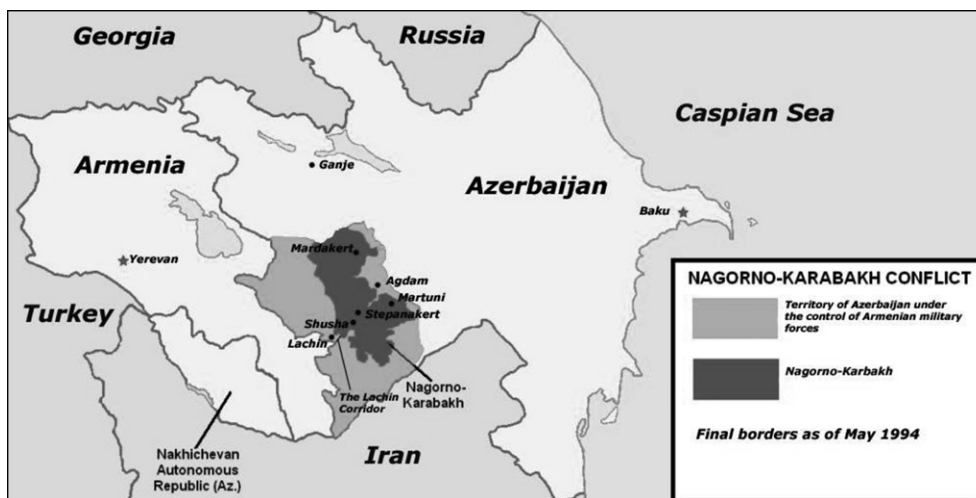 Georgia
Russia
Caspian Sea
Armenia
Ganje
Azerbaijan
Baku
Mardakert
Yerevan
Agdam
Martuni
Turkey
Stepanakert
Shusha
Lachin
The Lachin
Corridor
Nagorno-
Karabakh
Iran
Nakhichevan
Autonomous
Republic (Az.)
NAGORNO-KARABAKH CONFLICT
Territory of Azerbaijan under
the control of Armenian military
forces
Nagorno-Karbakh
Final borders as of May 1994